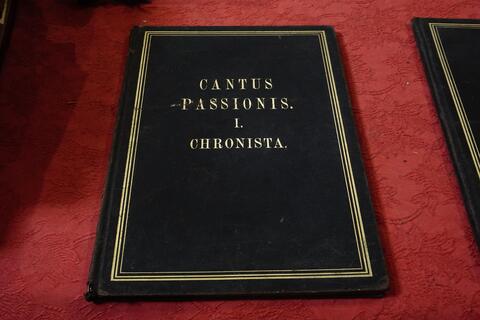 CANTUS
PASSIONIS.
I.
CHRONISTA.